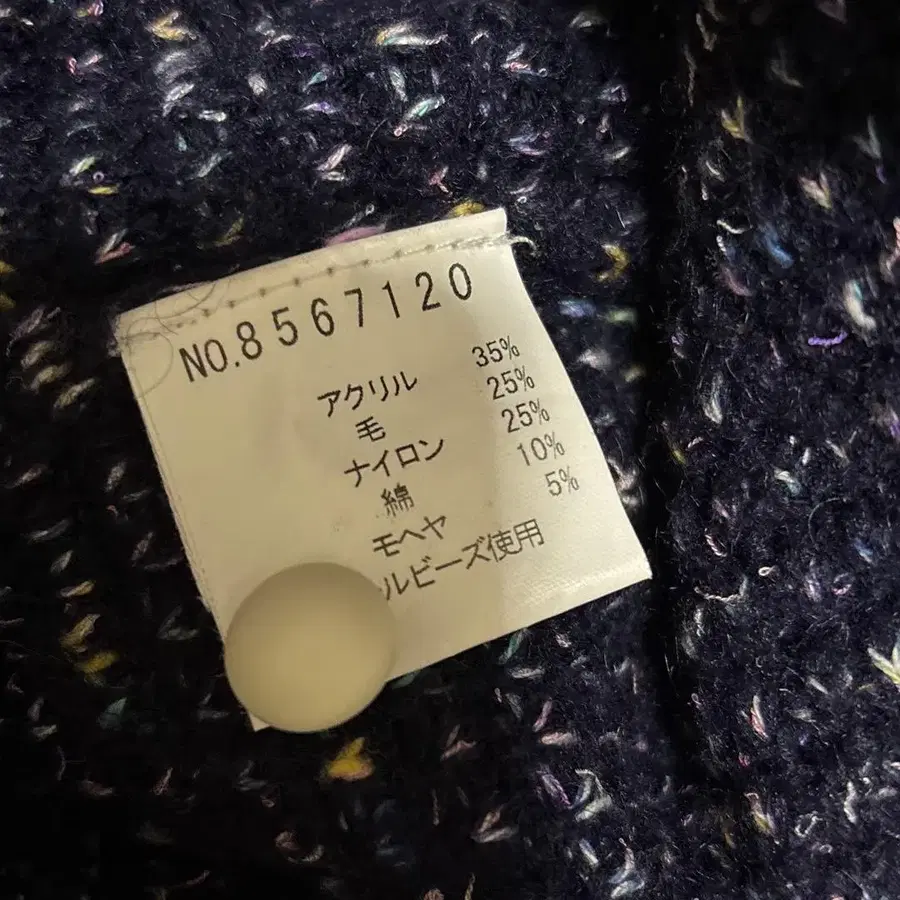 NO.8567120
アクリル 35%
毛 25%
ナイロン 25%
綿 10%
モヘヤ 5%
ルビーズ使用